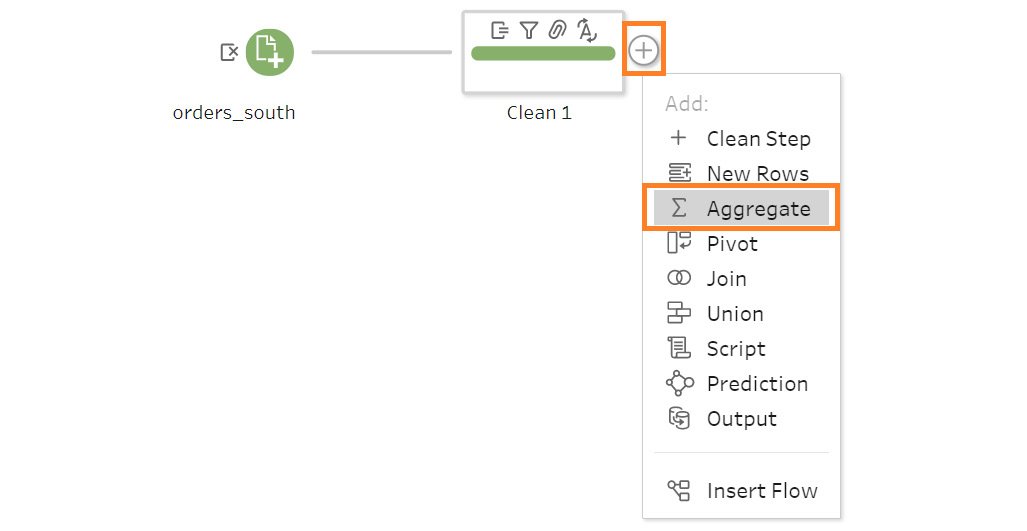 orders_south
Clean 1
Add:
Clean Step
New Rows
Aggregate
Pivot
Join
Union
Script
Prediction
Output
Insert Flow